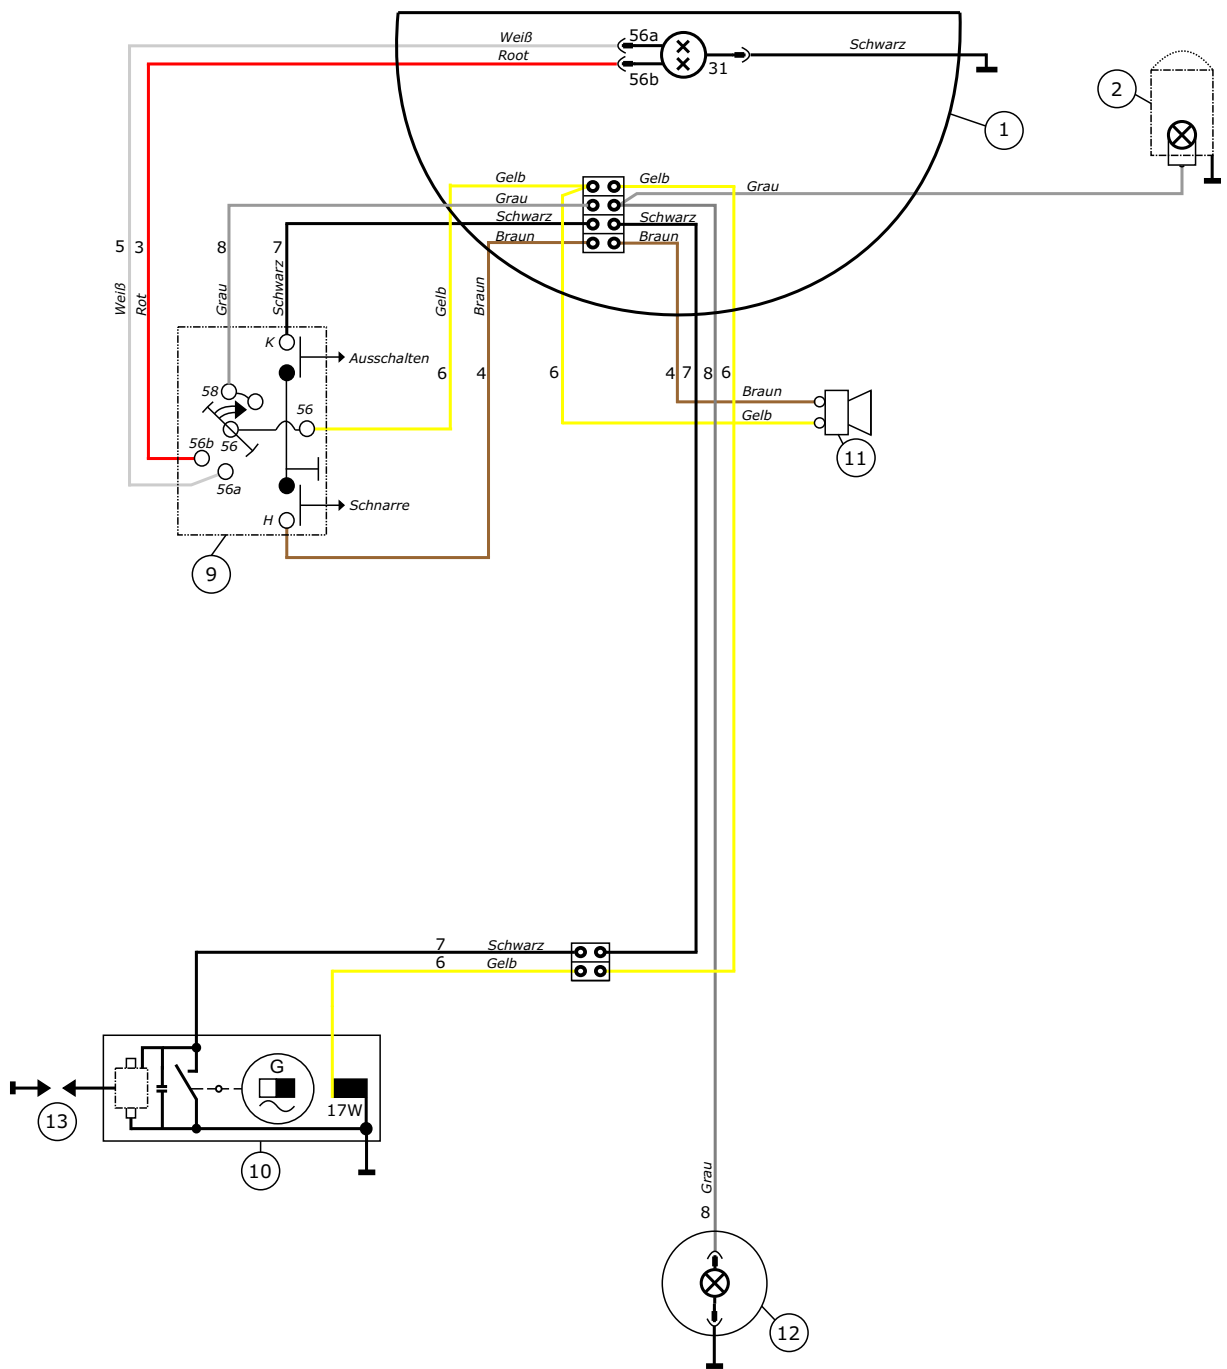 Weiß
56a
Schwarz
Root
31
56b
2
1
Gelb
Gelb
Grau
Grau
Schwarz
Schwarz
Braun
Braun
5
3
8
7
Weiß
Rot
Grau
Schwarz
Gelb
Braun
K
Ausschalten
6
4
6
4
7
8
6
58
Braun
56
Gelb
56b
56
11
56a
Schnarre
H
9
7
Schwarz
6
Gelb
G
17W
13
10
Grau
8
12